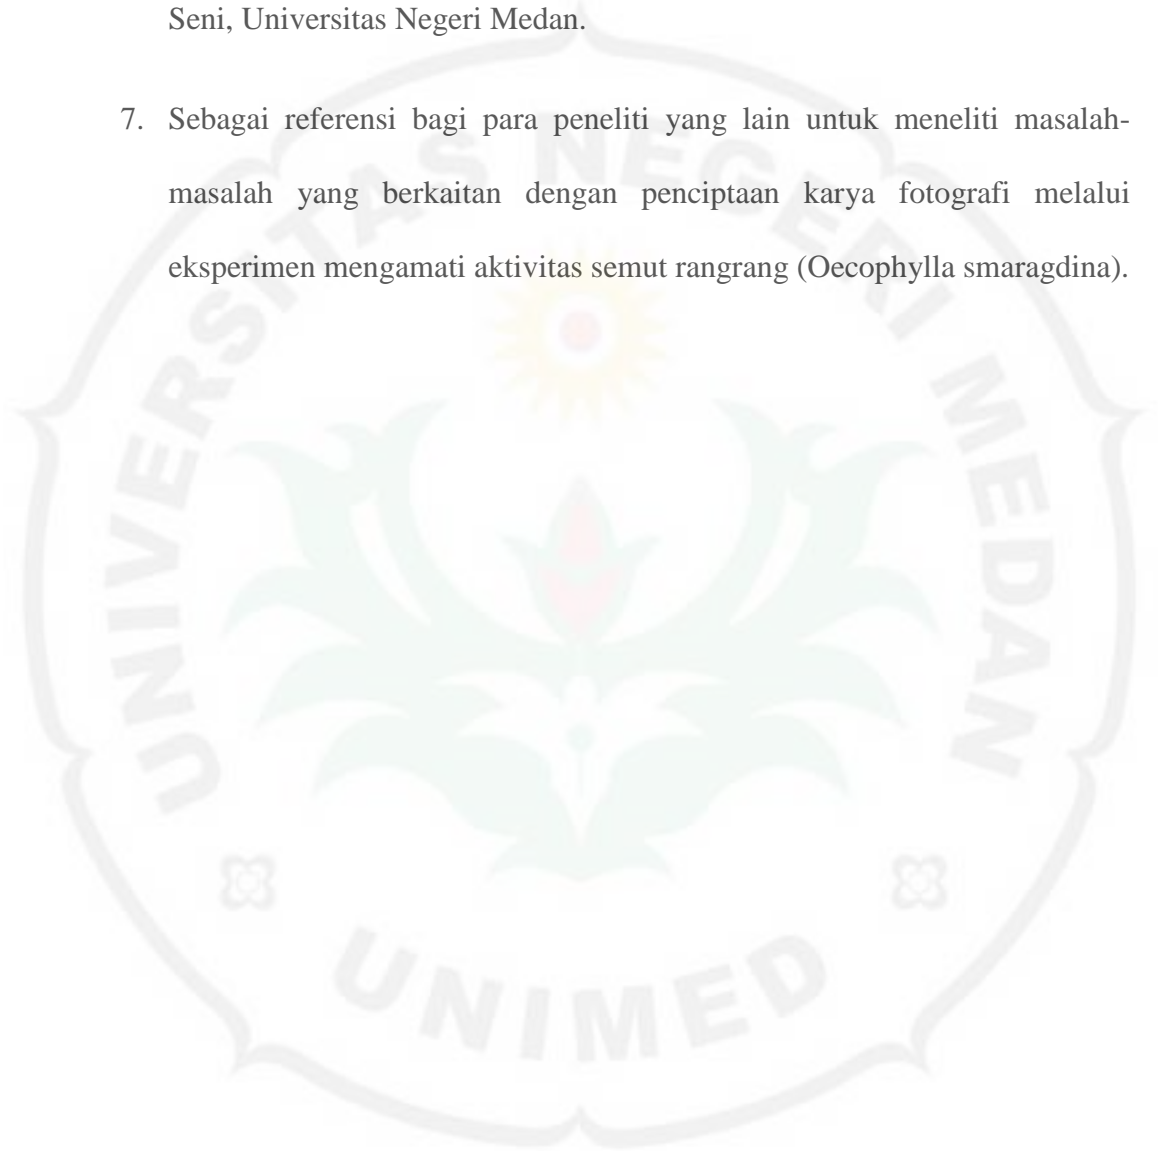 Seni, Universitas Negeri Medan.
7. Sebagai referensi bagi para peneliti yang lain untuk meneliti masalah-
masalah yang berkaitan dengan penciptaan karya fotografi melalui
eksperimen mengamati aktivitas semut rangrang (Oecophylla smaragdina).
UNIVERSITAS NEGERI MEDAN
UNIMED